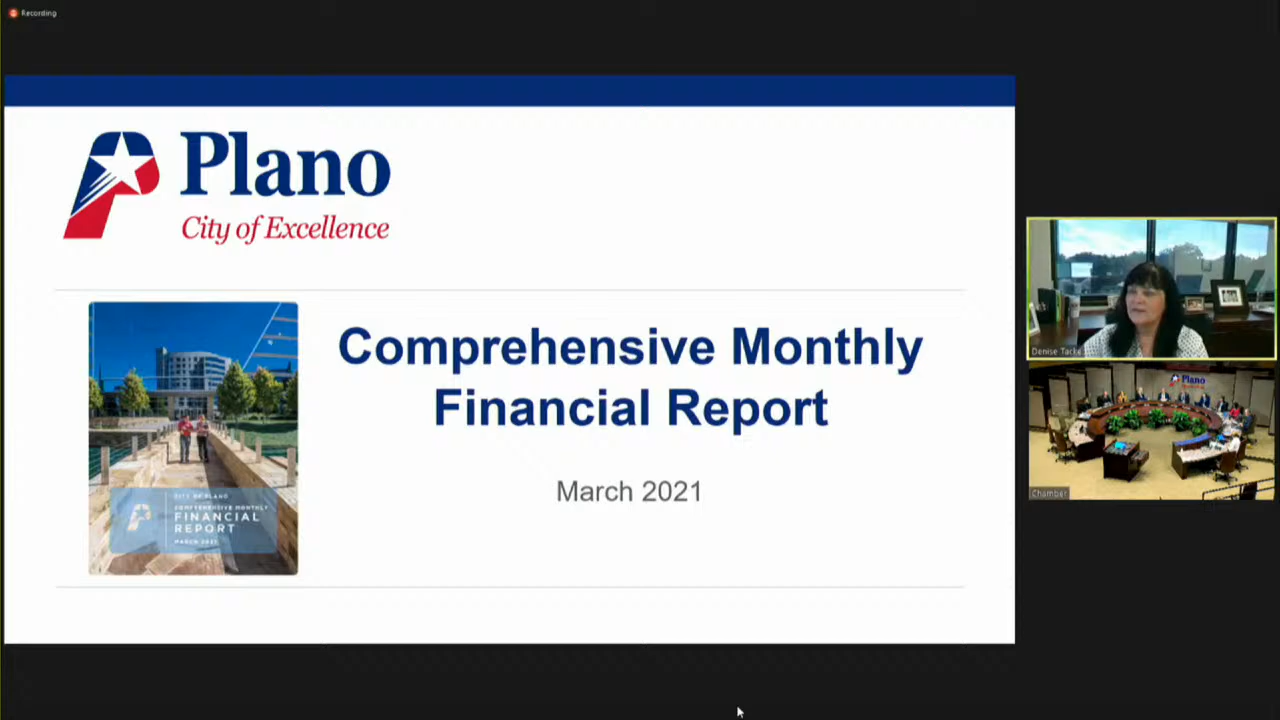 Recording
Plano
City of Excellence
Comprehensive Monthly
Financial Report
March 2021
CITY OF PLANO
COMPREHENSIVE MONTHLY
FINANCIAL
REPORT
MARCH 2021
Denise Tacke
Plano
Chamber